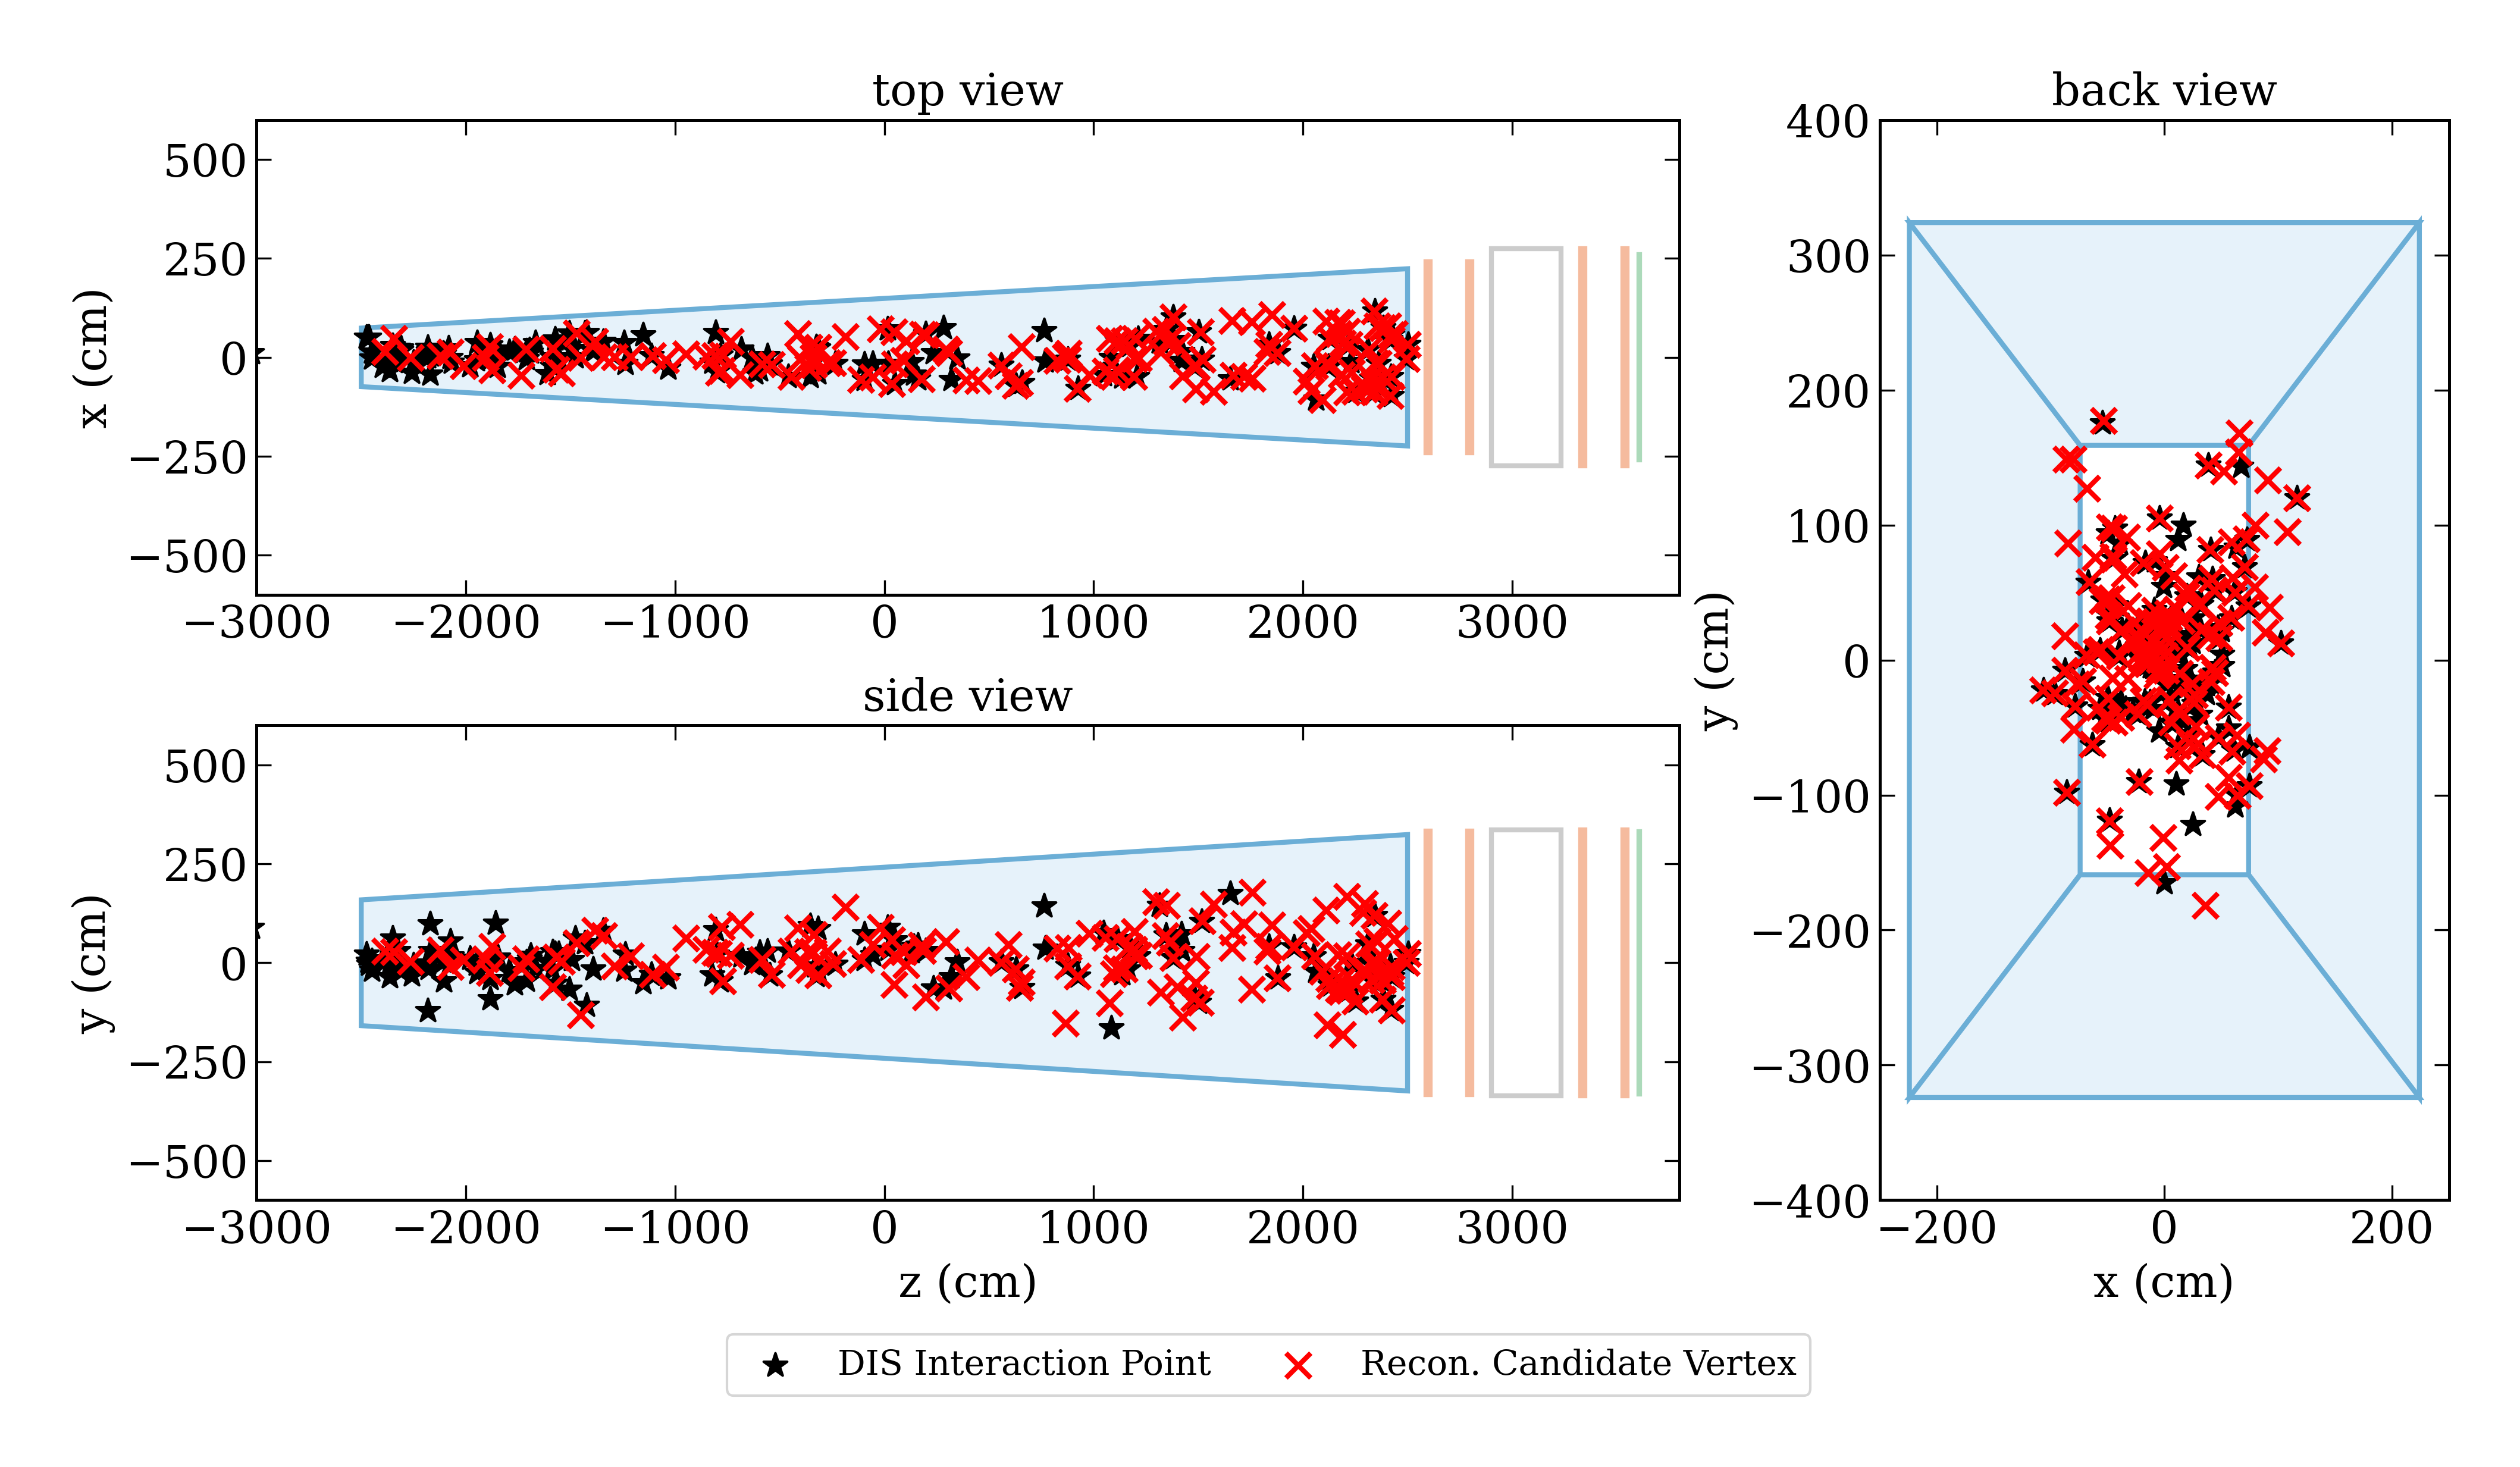 top view
500
250
0
−250
−500
x (cm)
−3000 −2000 −1000 0 1000 2000 3000
side view
500
250
0
−250
−500
y (cm)
−3000 −2000 −1000 0 1000 2000 3000
z (cm)
back view
400
300
200
100
0
−100
−200
−300
−400
y (cm)
−200 0 200
x (cm)
DIS Interaction Point Recon. Candidate Vertex